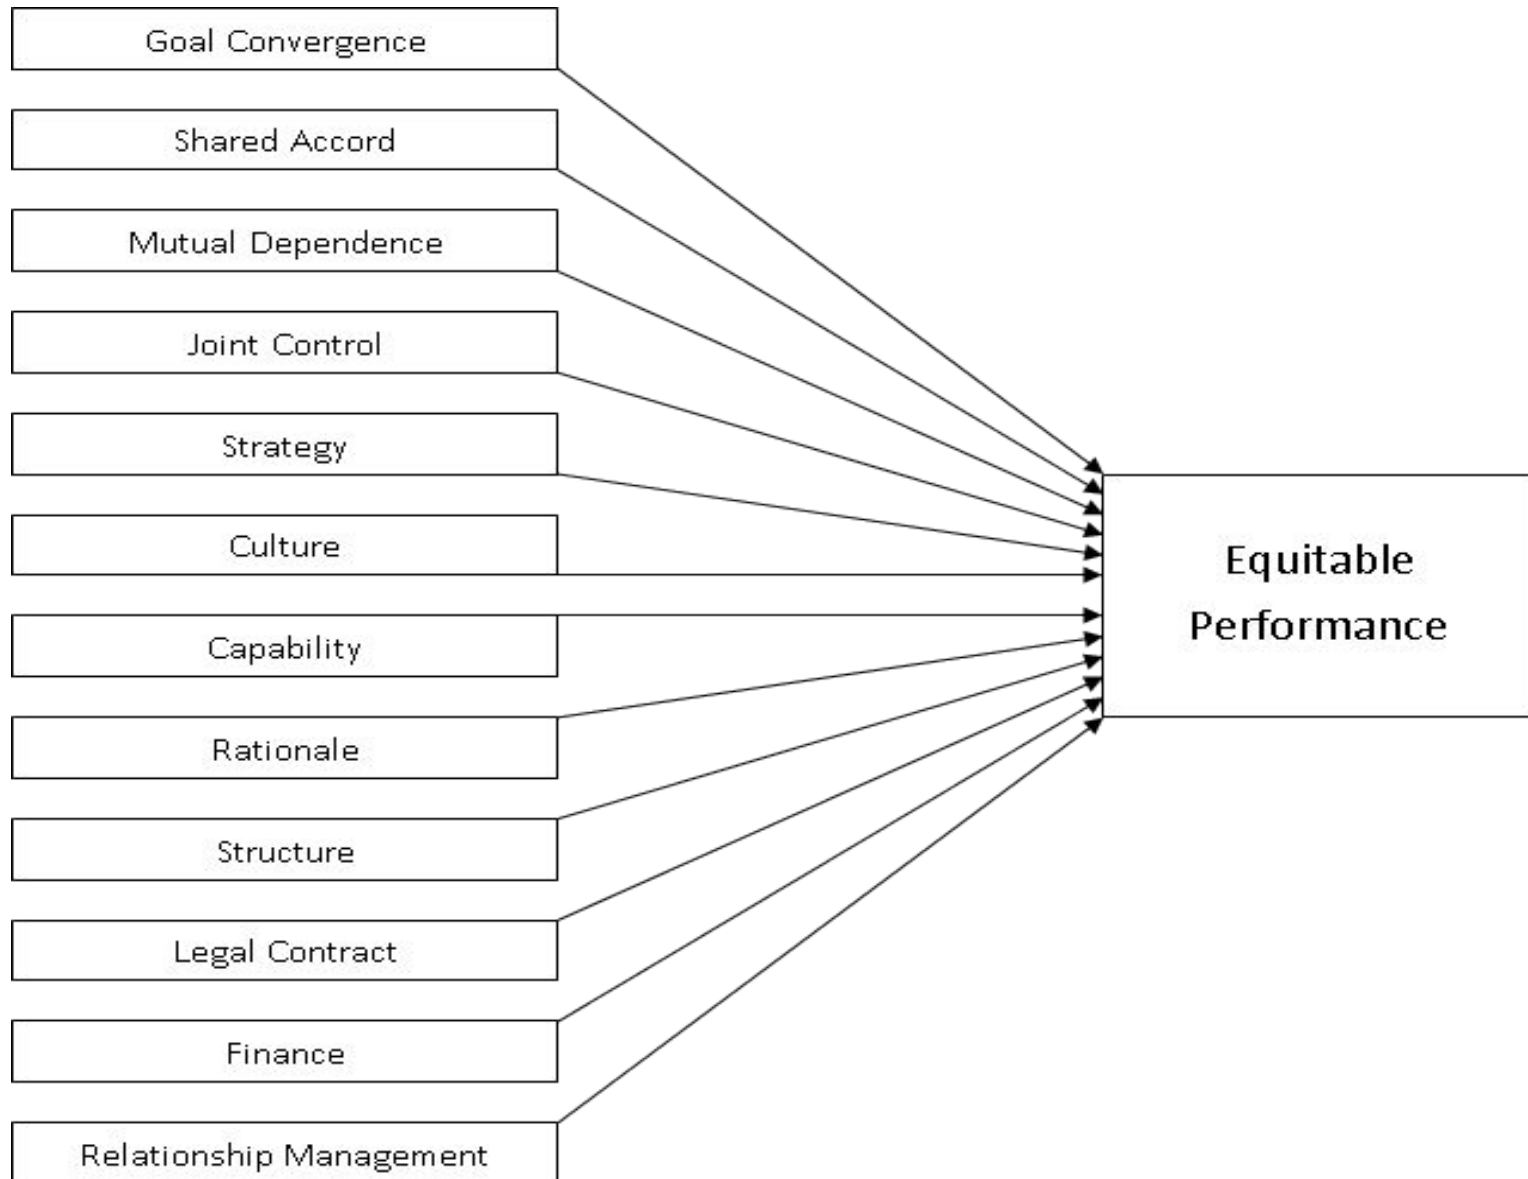 Goal Convergence
Shared Accord
Mutual Dependence
Joint Control
Strategy
Culture
Capability
Rationale
Structure
Legal Contract
Finance
Relationship Management
Equitable
Performance